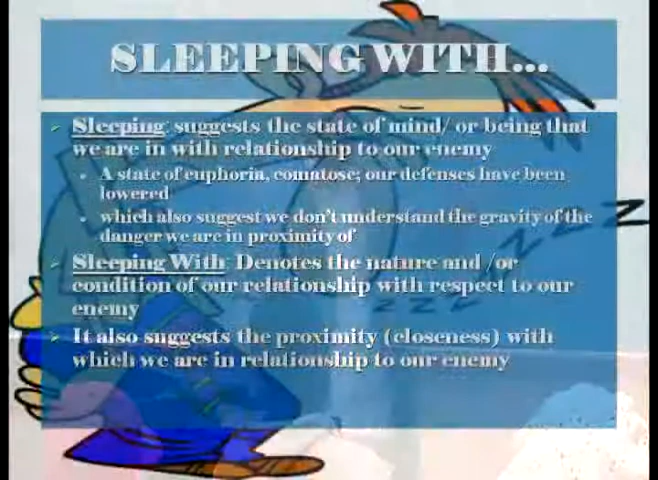 SLEEPING WITH...
Sleeping: suggests the state of mind/ or being that
we are in with relationship to our enemy
A state of euphoria, comatose; our defenses have been
lowered
which also suggest we don't understand the gravity of the
danger we are in proximity of
Sleeping With: Denotes the nature and /or
condition of our relationship with respect to our
enemy
It also suggests the proximity (closeness) with
which we are in relationship to our enemy
Z Z Z
Z Z Z